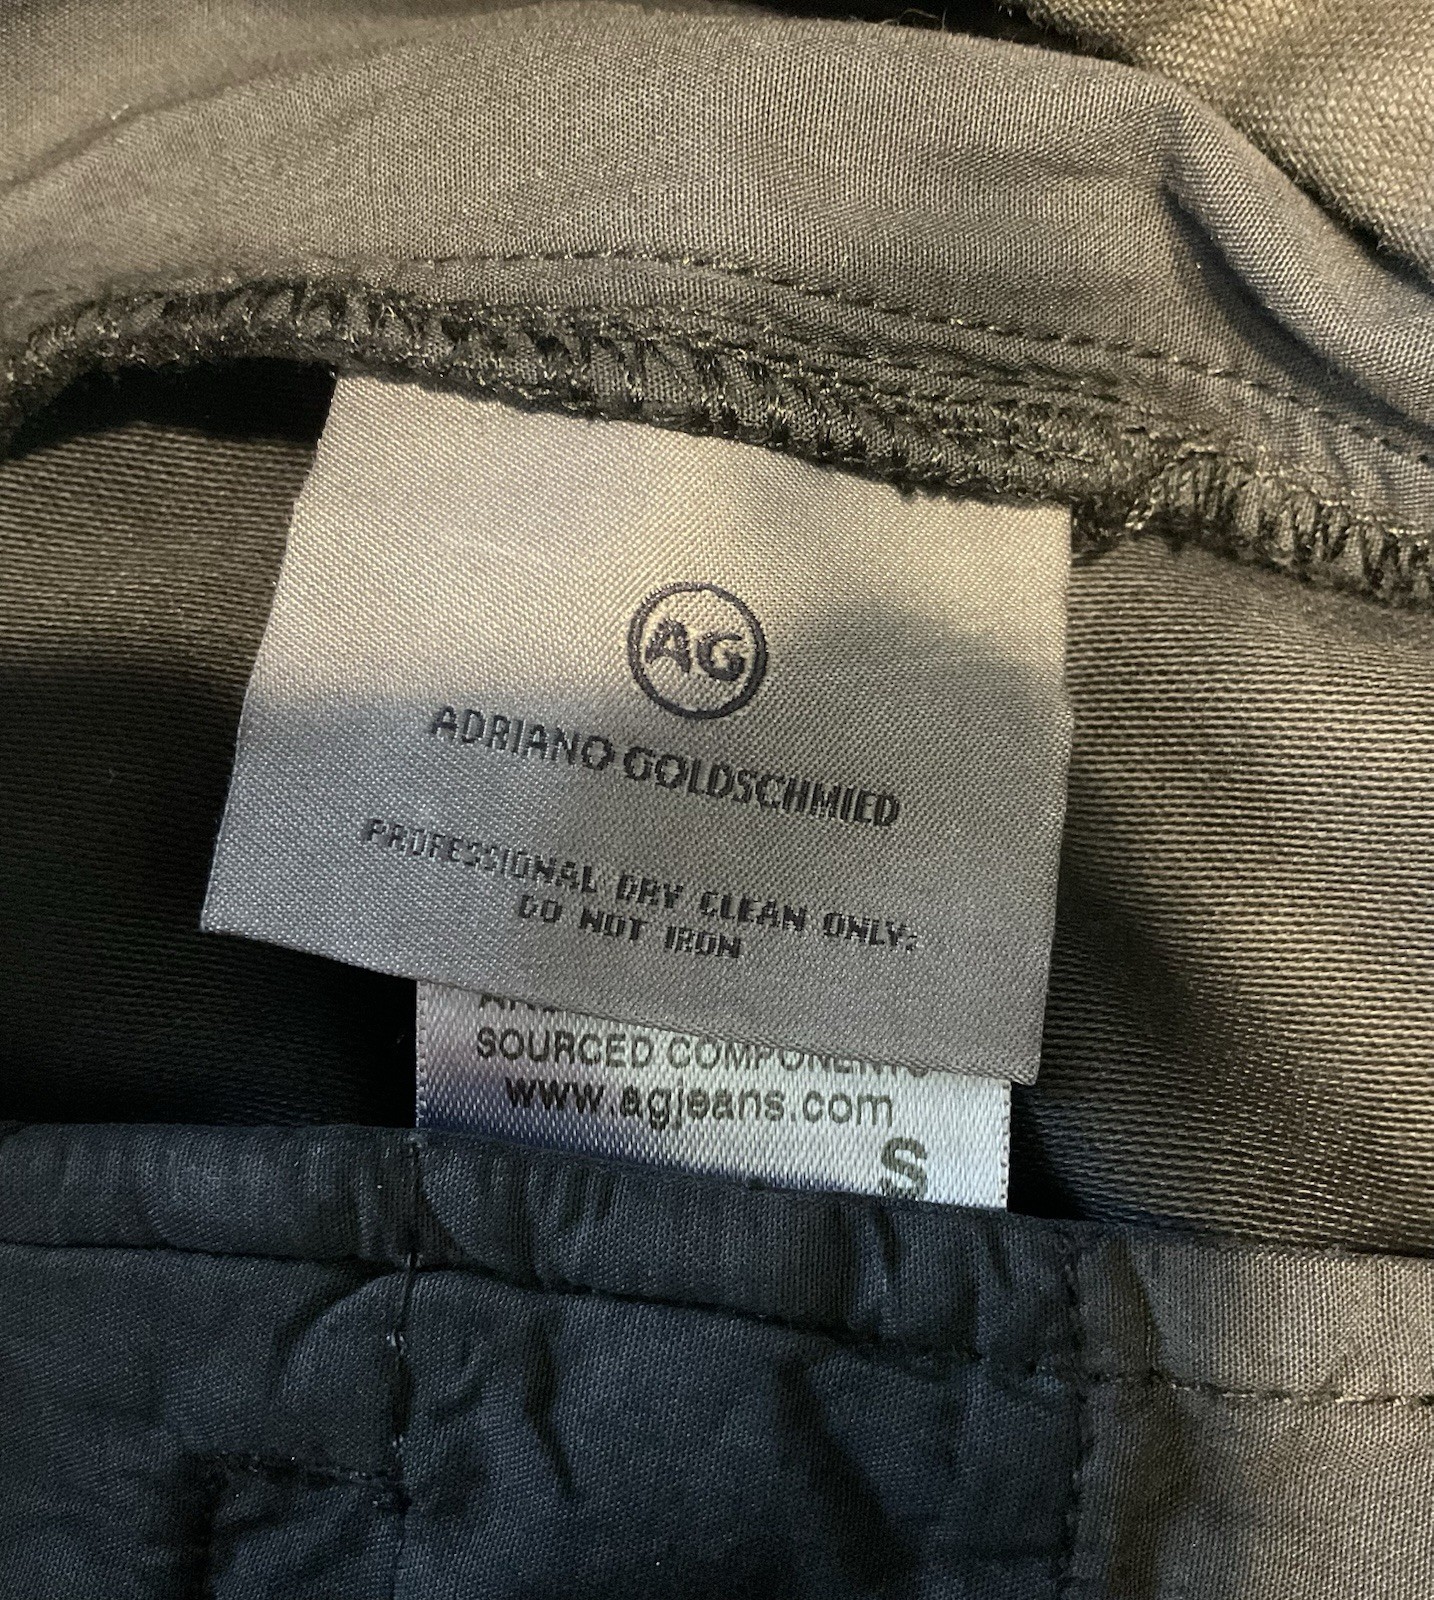 AG
ADRIANO GOLDSCHMIED
PROFESSIONAL DRY CLEAN ONLY;
DO NOT IRON
SOURCED COMPONENTS
www.agjeans.com
S